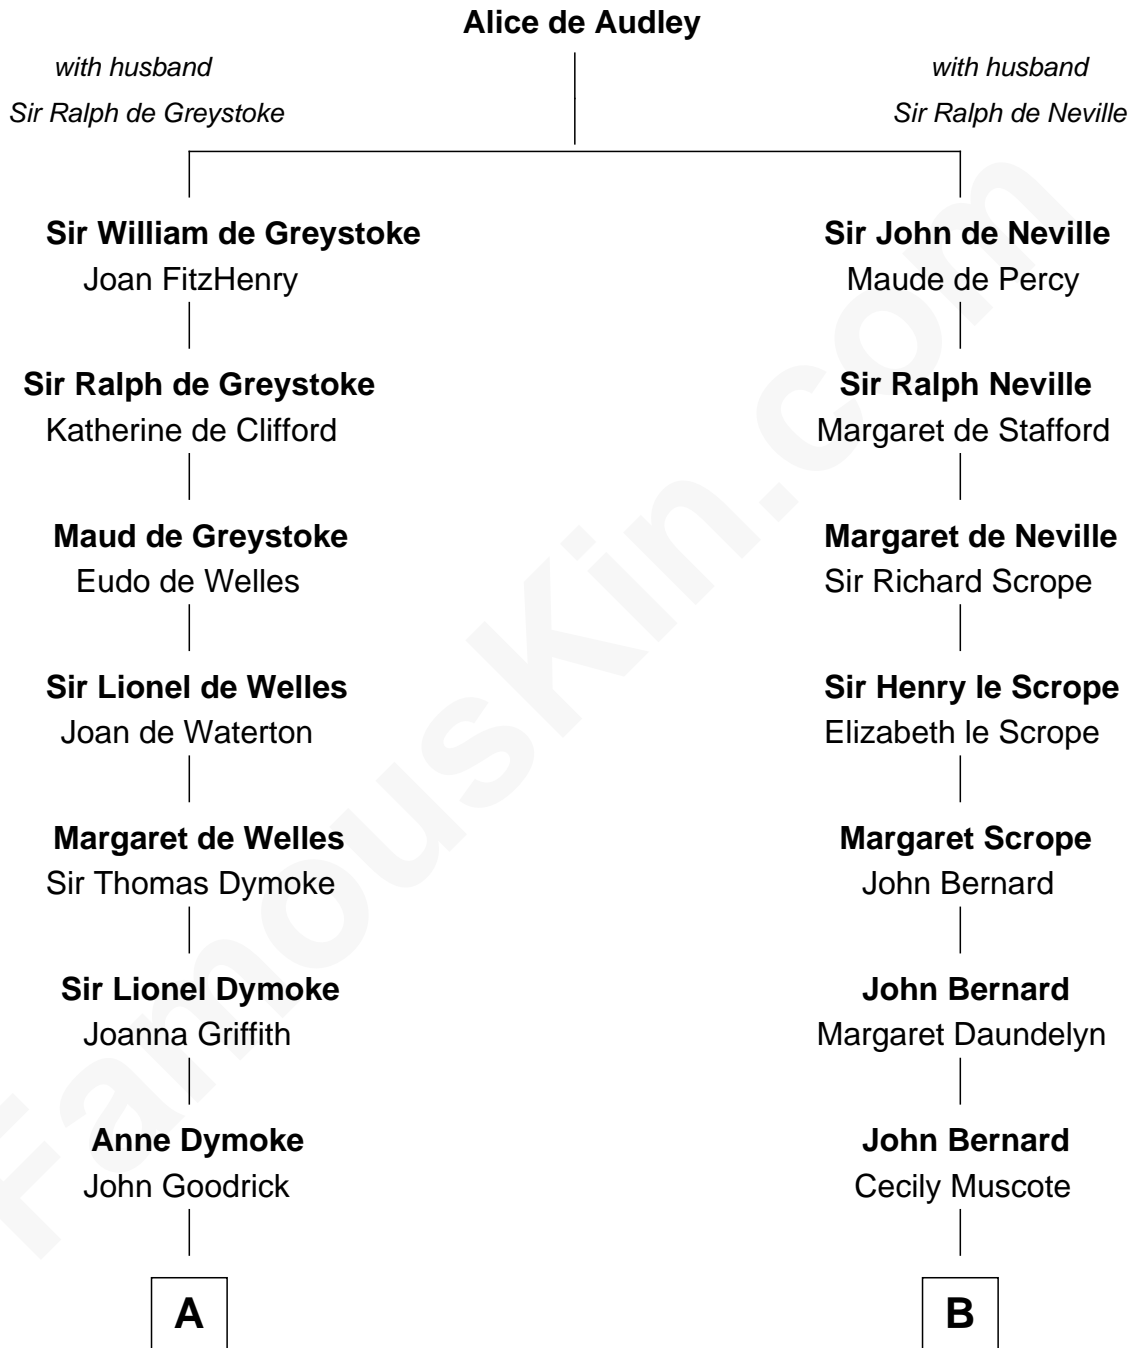 Alice de Audley
with husband
Sir Ralph de Greystoke
with husband
Sir Ralph de Neville
Sir William de Greystoke
Joan FitzHenry
Sir John de Neville
Maude de Percy
Sir Ralph de Greystoke
Katherine de Clifford
Sir Ralph Neville
Margaret de Stafford
Maud de Greystoke
Eudo de Welles
Margaret de Neville
Sir Richard Scrope
Sir Lionel de Welles
Joan de Waterton
Sir Henry le Scrope
Elizabeth le Scrope
Margaret de Welles
Sir Thomas Dymoke
Margaret Scrope
John Bernard
Sir Lionel Dymoke
Joanna Griffith
John Bernard
Margaret Daundelyn
Anne Dymoke
John Goodrick
John Bernard
Cecily Muscote
A
B
FamousKin.com